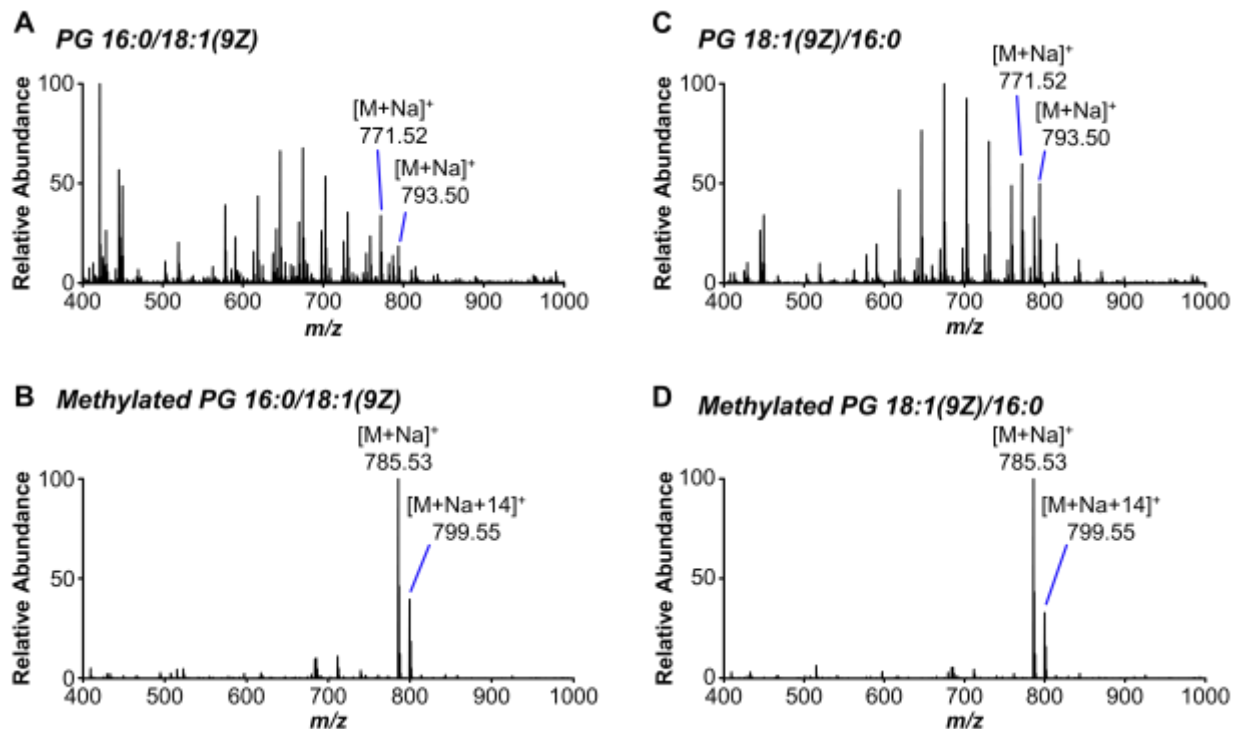 A PG 16:0/18:1(9Z)
Relative Abundance
100
50
0
[M+Na]⁺
771.52
[M+Na]⁺
793.50
400 500 600 700 800 900 1000
m/z
C PG 18:1(9Z)/16:0
Relative Abundance
100
50
0
[M+Na]⁺
771.52
[M+Na]⁺
793.50
400 500 600 700 800 900 1000
m/z
B Methylated PG 16:0/18:1(9Z)
Relative Abundance
100
50
0
[M+Na]⁺
785.53
[M+Na+14]⁺
799.55
400 500 600 700 800 900 1000
m/z
D Methylated PG 18:1(9Z)/16:0
Relative Abundance
100
50
0
[M+Na]⁺
785.53
[M+Na+14]⁺
799.55
400 500 600 700 800 900 1000
m/z